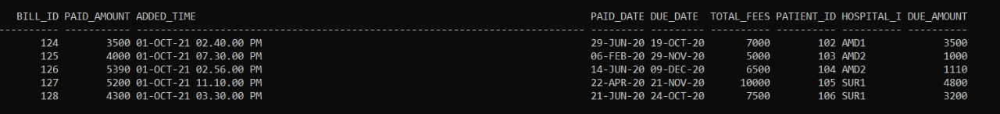 BILL_ID PAID_AMOUNT ADDED_TIME PAID_DATE DUE_DATE TOTAL_FEES PATIENT_ID HOSPITAL_I DUE_AMOUNT
---------- ----------- --------------------------------------------------------------------------- --------- --------- ---------- ---------- ---------- ----------
124 3500 01-OCT-21 02.40.00 PM 29-JUN-20 19-OCT-20 7000 102 AMD1 3500
125 4000 01-OCT-21 07.30.00 PM 06-FEB-20 29-NOV-20 5000 103 AMD2 1000
126 5390 01-OCT-21 02.56.00 PM 14-JUN-20 09-DEC-20 6500 104 AMD2 1110
127 5200 01-OCT-21 11.10.00 PM 22-APR-20 21-NOV-20 10000 105 SUR1 4800
128 4300 01-OCT-21 03.30.00 PM 21-JUN-20 24-OCT-20 7500 106 SUR1 3200